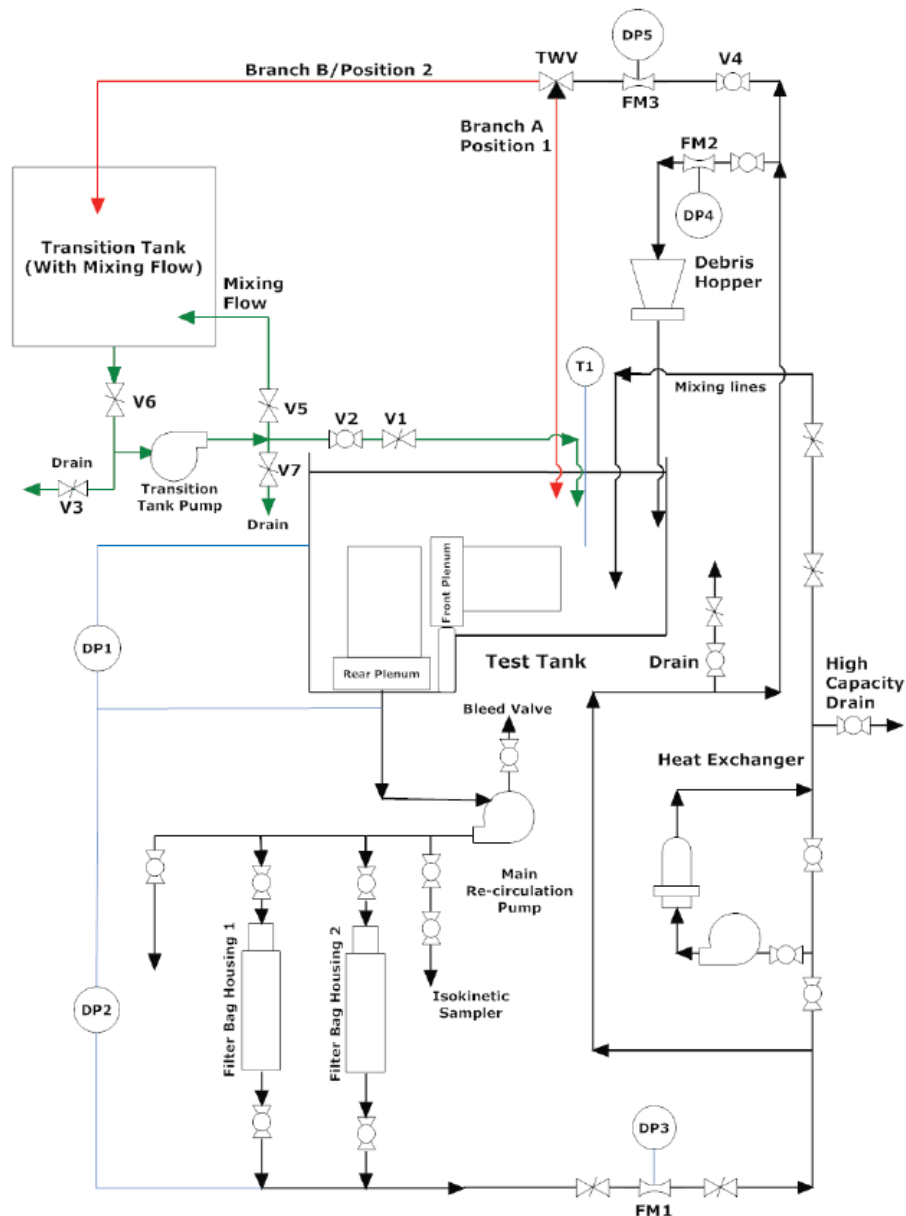 DP5
TWV
V4
Branch B/Position 2
FM3
Branch A
Position 1
FM2
DP4
Transition Tank
(With Mixing Flow)
Debris
Hopper
Mixing
Flow
T1
Mixing lines
V6
V5
V2
V1
Drain
V7
V3
Transition
Tank Pump
Drain
Front Plenum
DP1
Rear Plenum
Test Tank
Drain
High
Capacity
Drain
Bleed Valve
Heat Exchanger
Main
Re-circulation
Pump
Filter Bag Housing 1
Filter Bag Housing 2
Isokinetic
Sampler
DP2
DP3
FM1